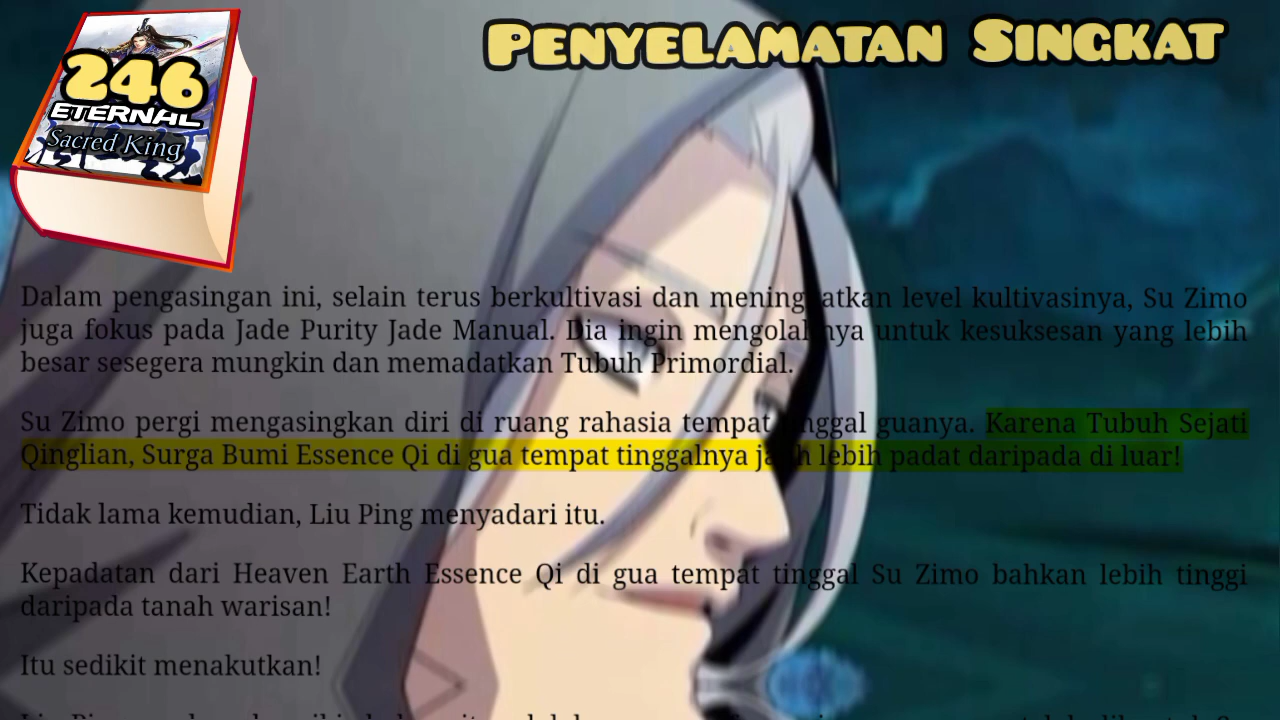 PENYELAMATAN SINGKAT
246
ETERNAL
Sacred King
Dalam pengasingan ini, selain terus berkultivasi dan meningkatkan level kultivasinya, Su Zimo
juga fokus pada Jade Purity Jade Manual. Dia ingin mengolahnya untuk kesuksesan yang lebih
besar sesegera mungkin dan memadatkan Tubuh Primordial.
Su Zimo pergi mengasingkan diri di ruang rahasia tempat tinggal guanya. Karena Tubuh Sejati
Qinglian, Surga Bumi Essence Qi di gua tempat tinggalnya jauh lebih padat daripada di luar!
Tidak lama kemudian, Liu Ping menyadari itu.
Kepadatan dari Heaven Earth Essence Qi di gua tempat tinggal Su Zimo bahkan lebih tinggi
daripada tanah warisan!
Itu sedikit menakutkan!